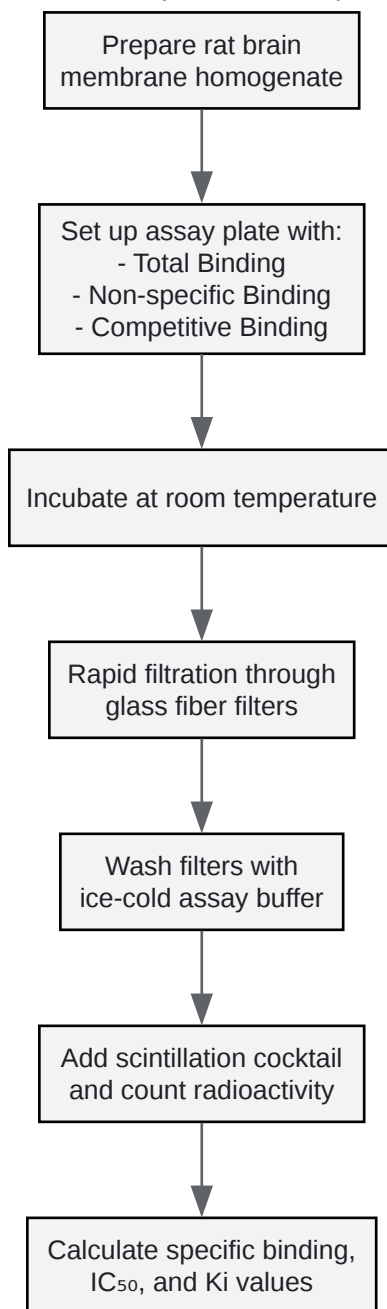 Prepare rat brain
membrane homogenate
Set up assay plate with:
- Total Binding
- Non-specific Binding
- Competitive Binding
Incubate at room temperature
Rapid filtration through
glass fiber filters
Wash filters with
ice-cold assay buffer
Add scintillation cocktail
and count radioactivity
Calculate specific binding,
IC₅₀, and Ki values